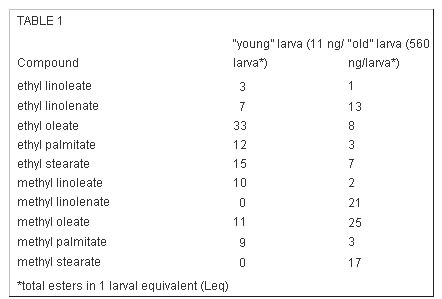 TABLE 1
"young" larva (11 ng/ "old" larva (560
Compound larva*) ng/larva*)
ethyl linoleate 3 1
ethyl linolenate 7 13
ethyl oleate 33 8
ethyl palmitate 12 3
ethyl stearate 15 7
methyl linoleate 10 2
methyl linolenate 0 21
methyl oleate 11 25
methyl palmitate 9 3
methyl stearate 0 17
*total esters in 1 larval equivalent (Leq)